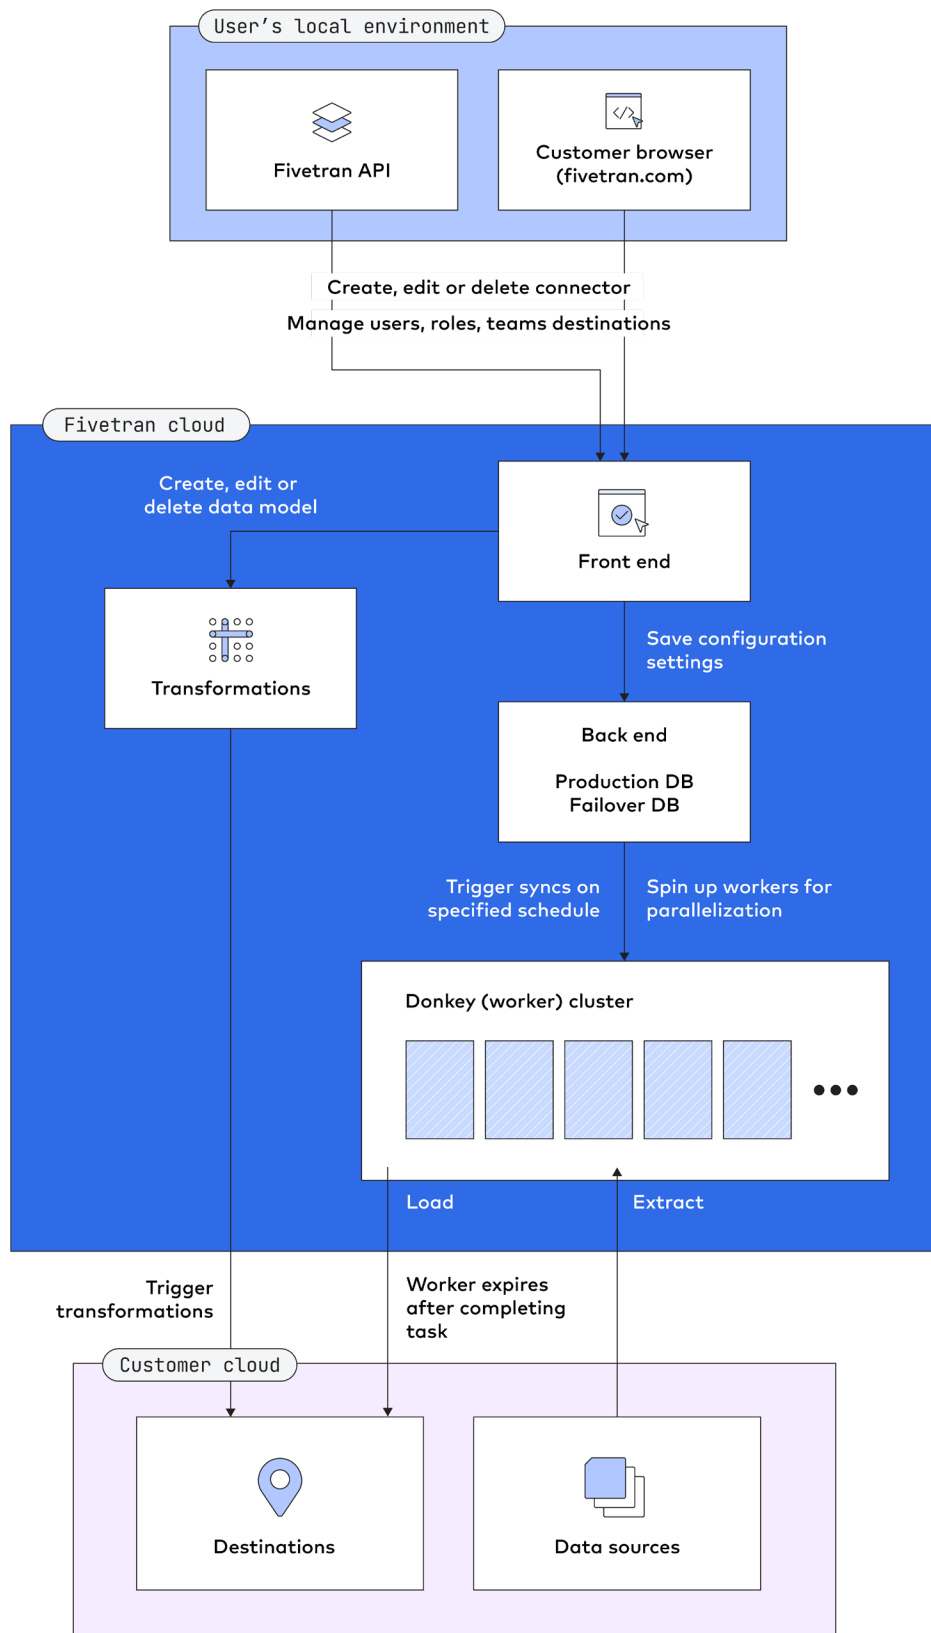 User's local environment
Fivetran API
Customer browser
(fivetran.com)
Create, edit or delete connector
Manage users, roles, teams destinations
Fivetran cloud
Create, edit or
delete data model
Front end
Transformations
Save configuration
settings
Back end
Production DB
Failover DB
Trigger syncs on
specified schedule
Spin up workers for
parallelization
Donkey (worker) cluster
Load
Extract
Trigger
transformations
Worker expires
after completing
task
Customer cloud
Destinations
Data sources